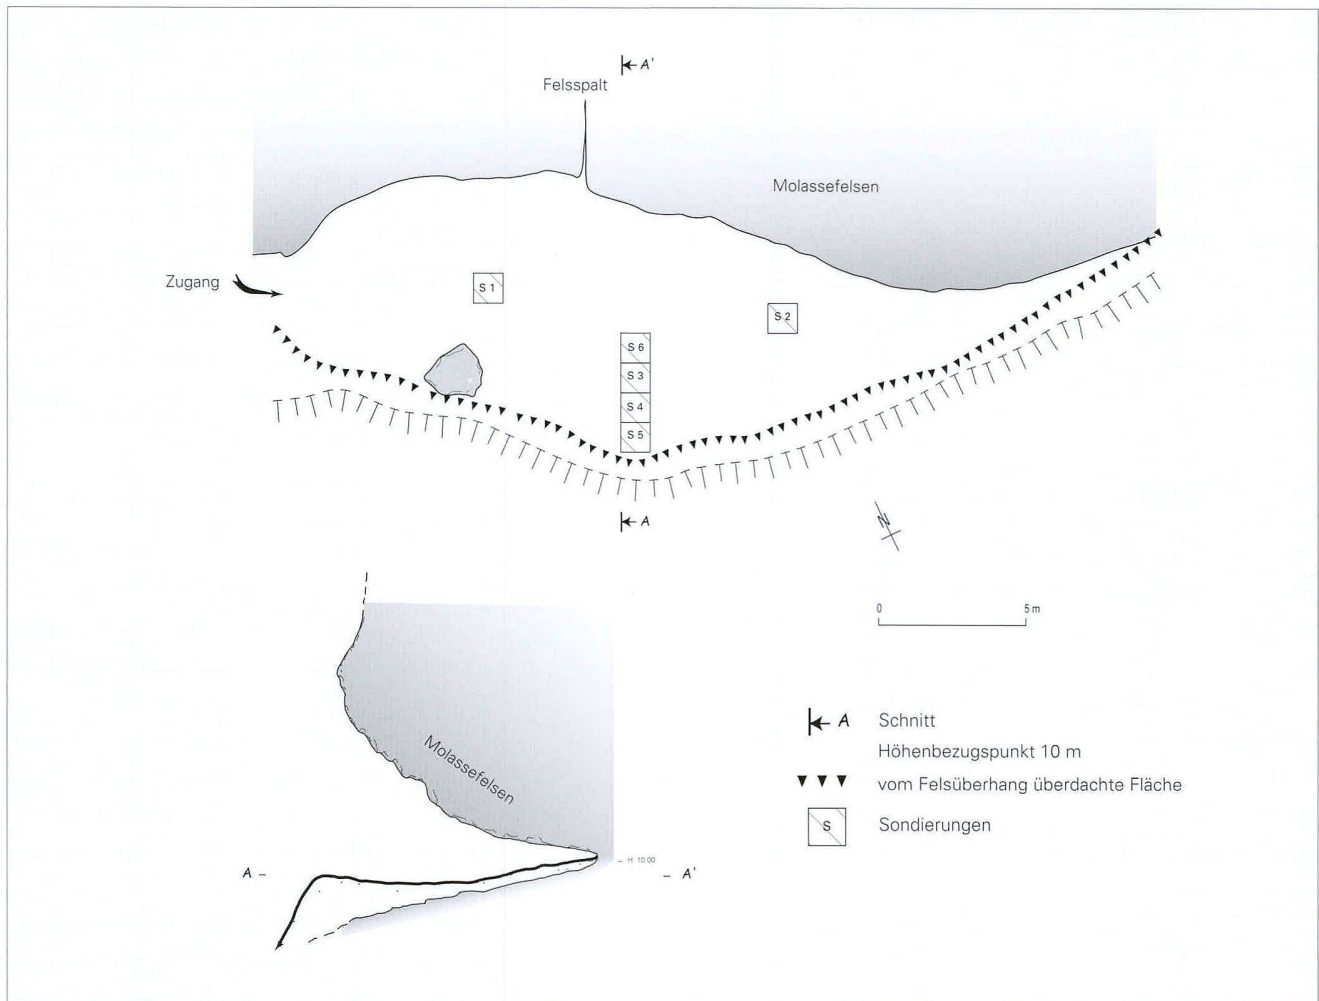 A'
Felsspalt
Molassefelsen
Zugang
S 1
S 2
S 6
S 3
S 4
S 5
A
N
0 5 m
Molassefelsen
A A'
H 10.00
A Schnitt
Höhenbezugspunkt 10 m
vom Felsüberhang überdachte Fläche
S Sondierungen